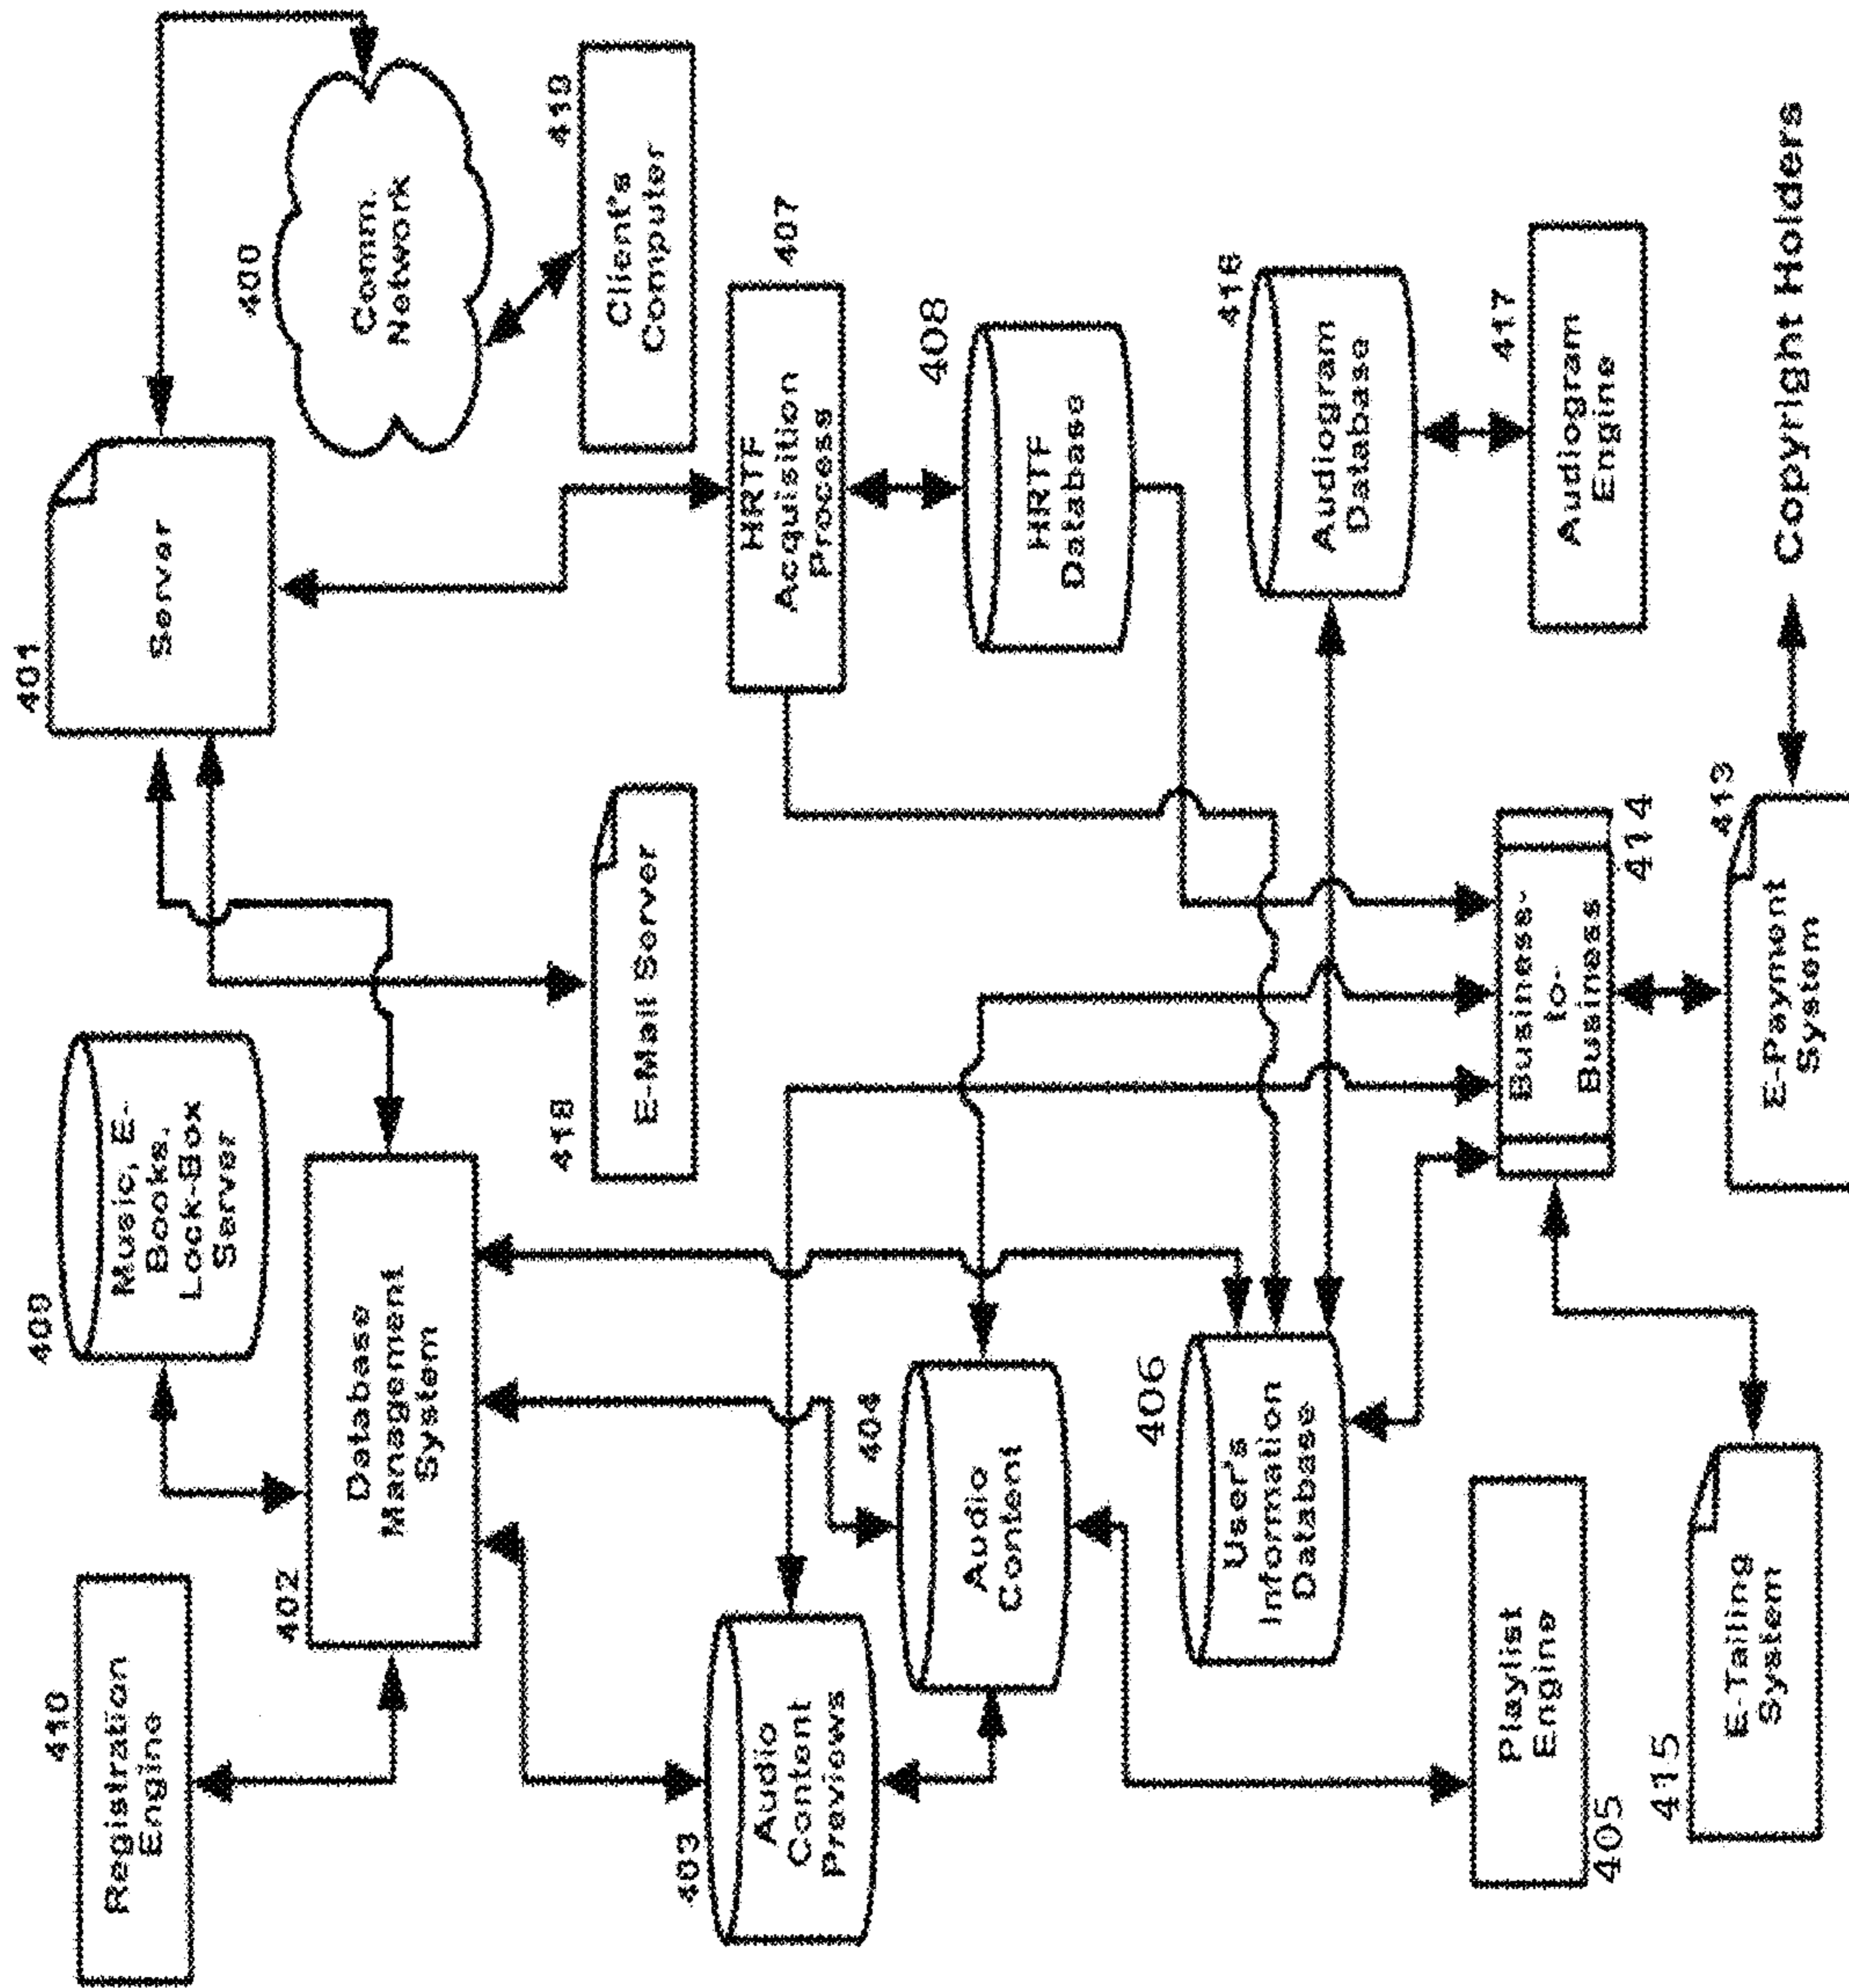 410
Registration
Engine
409
Music, E-
Books,
Lock-Box
Server
401
Server
400
Comm.
Network
402
Database
Management
System
418
E-Mail Server
419
Client's
Computer
403
Audio
Content
Previews
404
Audio
Content
407
HRTF
Acquisition
Process
408
HRTF
Database
406
User's
Information
Database
416
Audiogram
Database
405
Playlist
Engine
414
Business-
to-
Business
417
Audiogram
Engine
415
E-Tailing
System
413
E-Payment
System
Copyright Holders